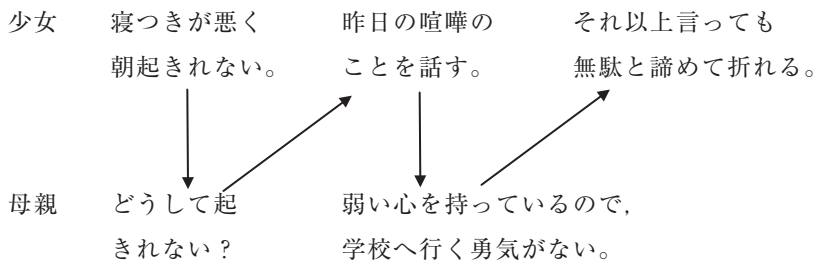 少女 寝つきが悪く 昨日の喧嘩の それ以上言っても
朝起きれない。 ことを話す。 無駄と諦めて折れる。
母親 どうして起 弱い心を持っているので,
きれない? 学校へ行く勇気がない。